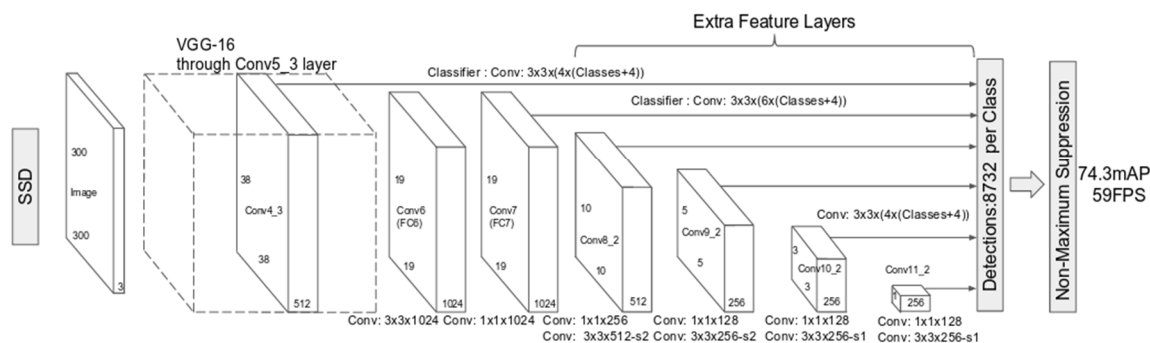 Extra Feature Layers
VGG-16
through Conv5_3 layer
Classifier : Conv: 3x3x(4x(Classes+4))
Classifier : Conv: 3x3x(6x(Classes+4))
SSD
300
Image
300
3
38
Conv4_3
38
512
19
Conv6
(FC6)
19
1024
19
Conv7
(FC7)
19
1024
10
Conv8_2
10
512
5
Conv9_2
5
256
Conv: 3x3x(4x(Classes+4))
3
Conv10_2
3
256
Conv11_2
1
256
Detections:8732 per Class
Non-Maximum Suppression
74.3mAP
59FPS
Conv: 3x3x1024
Conv: 1x1x1024
Conv: 1x1x256
Conv: 3x3x512-s2
Conv: 1x1x128
Conv: 3x3x256-s2
Conv: 1x1x128
Conv: 3x3x256-s1
Conv: 1x1x128
Conv: 3x3x256-s1